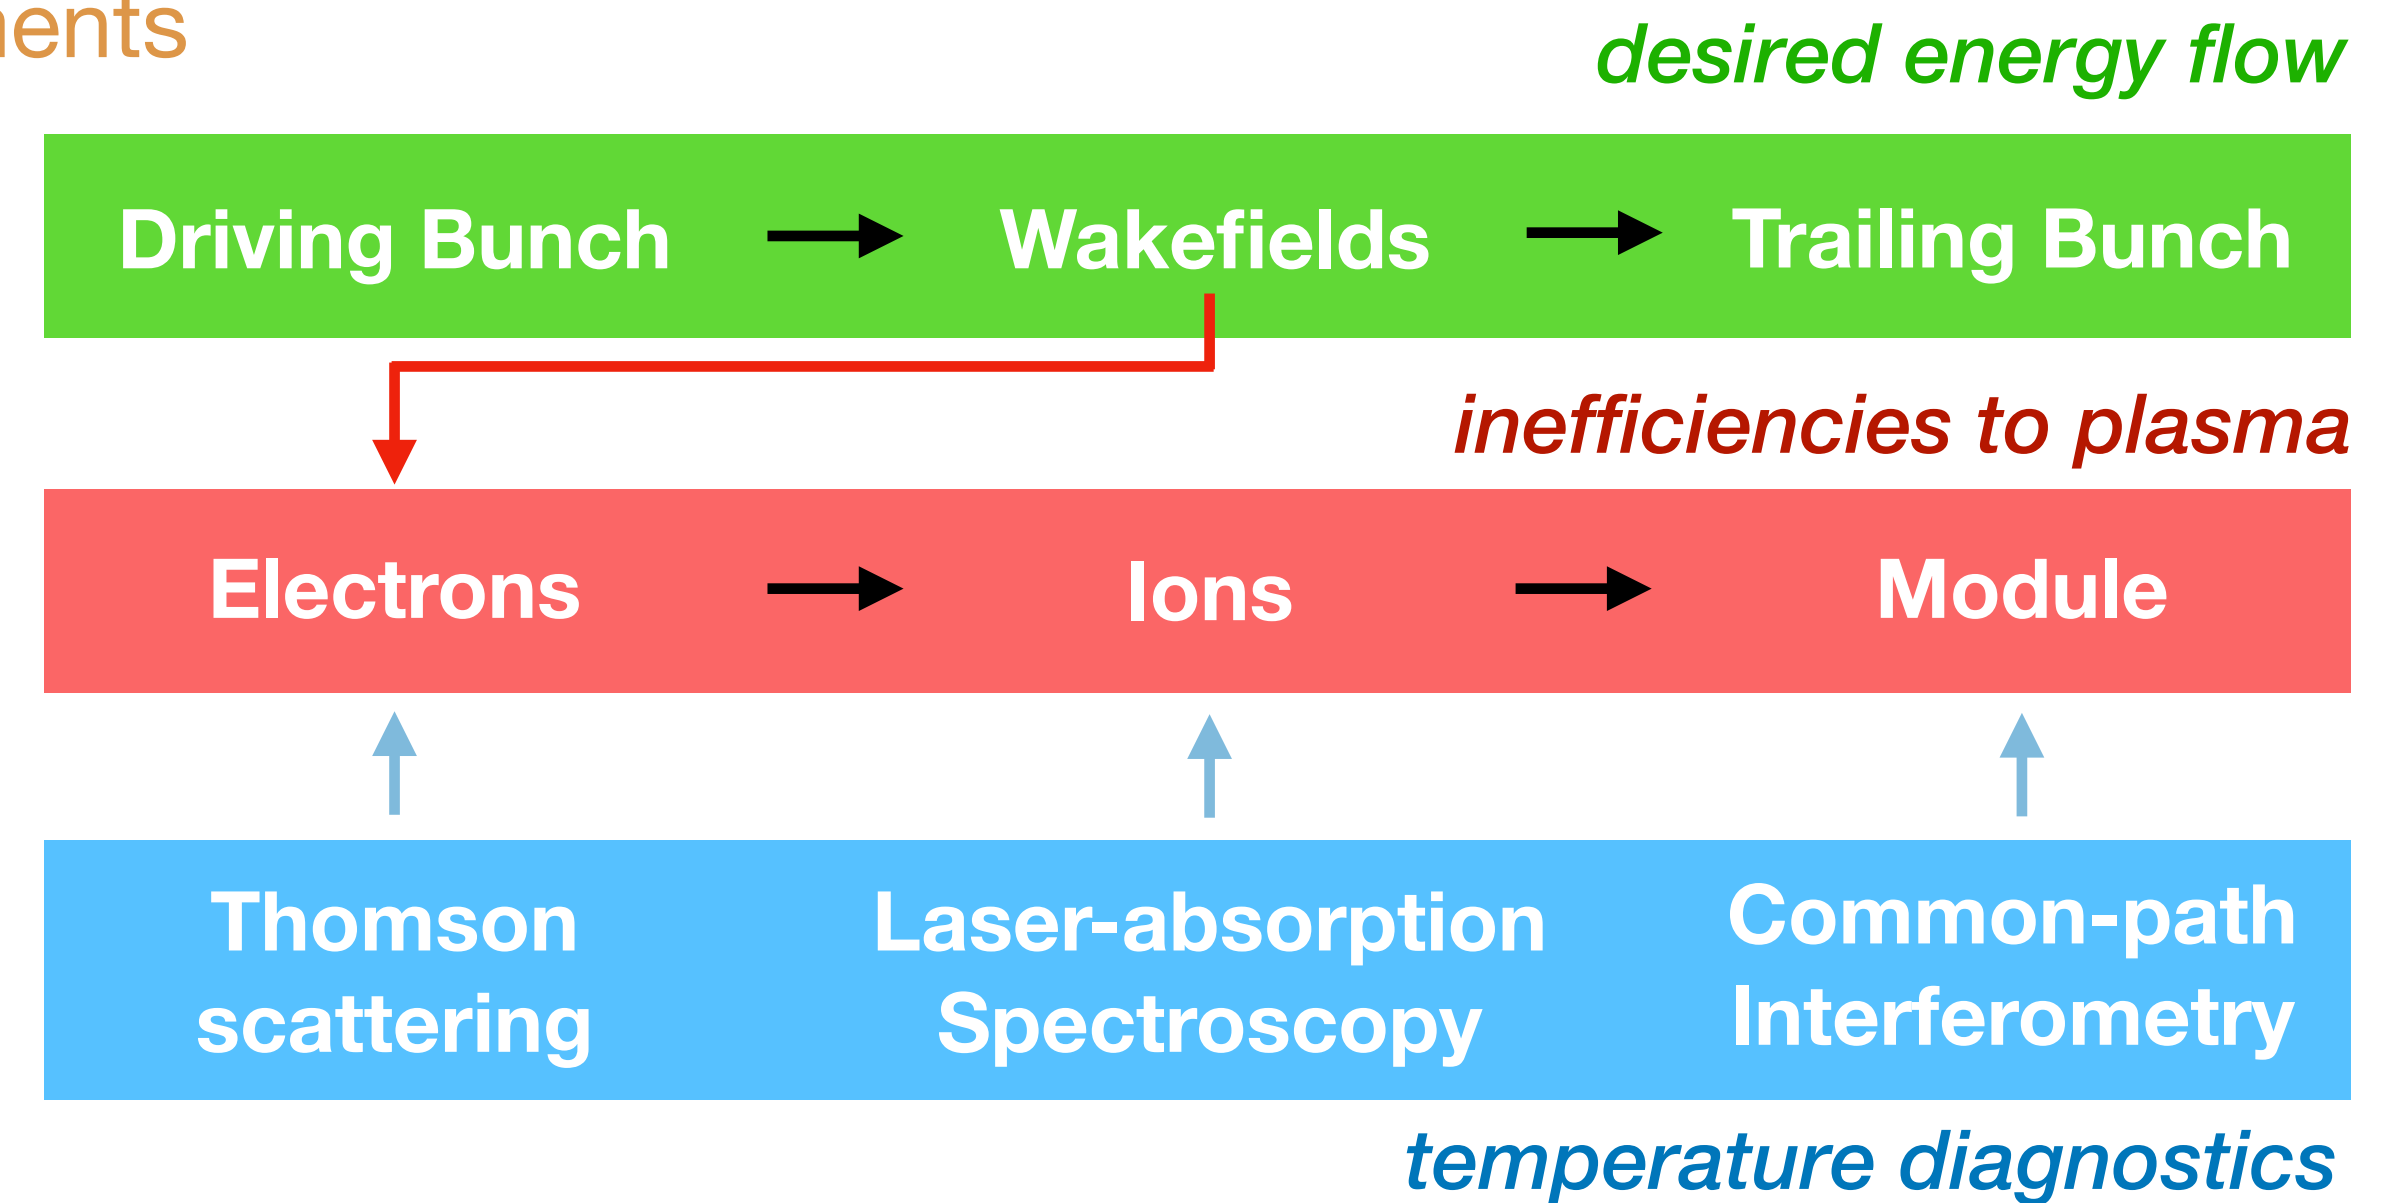 desired energy flow
Driving Bunch Wakefields Trailing Bunch
inefficiencies to plasma
Electrons Ions Module
Thomson Laser-absorption Common-path
scattering Spectroscopy Interferometry
temperature diagnostics